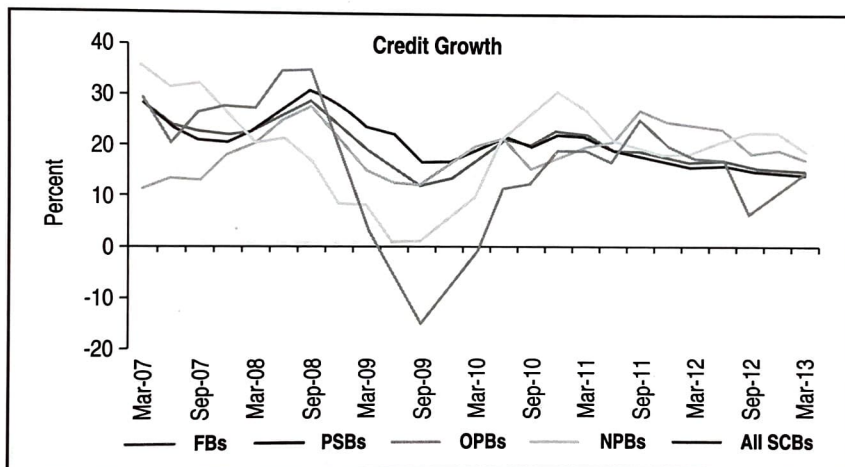 Credit Growth
Percent
40
30
20
10
0
-10
-20
Mar-07
Sep-07
Mar-08
Sep-08
Mar-09
Sep-09
Mar-10
Sep-10
Mar-11
Sep-11
Mar-12
Sep-12
Mar-13
FBs PSBs OPBs NPBs All SCBs